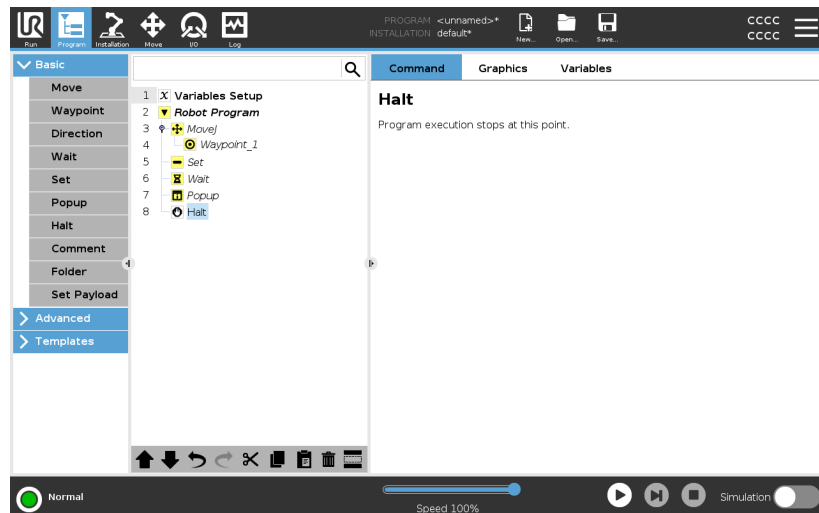 UR
PROGRAM <unnamed>*
INSTALLATION default*
CCCC
CCCC
Run Program Installation Move I/O Log New... Open... Save...
Basic
Move
Waypoint
Direction
Wait
Set
Popup
Halt
Comment
Folder
Set Payload
Advanced
Templates
1 X Variables Setup
2 Robot Program
3 MoveJ
4 Waypoint_1
5 Set
6 Wait
7 Popup
8 Halt
Command Graphics Variables
Halt
Program execution stops at this point.
Normal
Speed 100%
Simulation